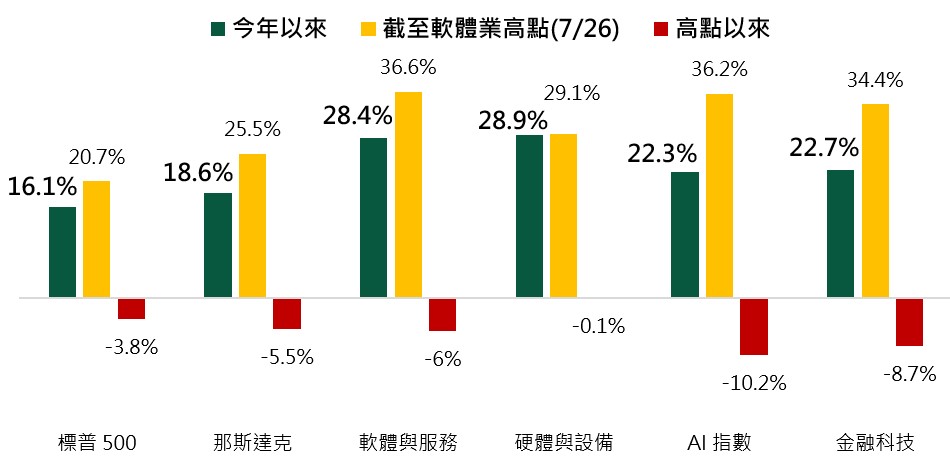 今年以來 截至軟體業高點(7/26) 高點以來
16.1% 20.7% -3.8%
18.6% 25.5% -5.5%
28.4% 36.6% -6%
28.9% 29.1% -0.1%
22.3% 36.2% -10.2%
22.7% 34.4% -8.7%
標普 500 那斯達克 軟體與服務 硬體與設備 AI 指數 金融科技